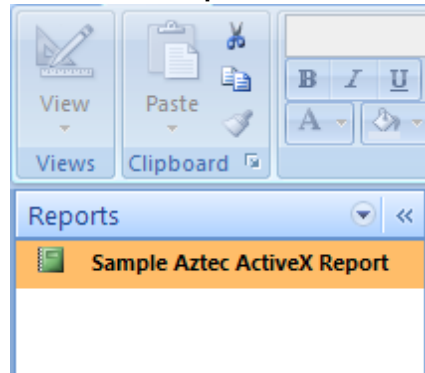 B I U
View Paste A
Views Clipboard
Reports
Sample Aztec ActiveX Report